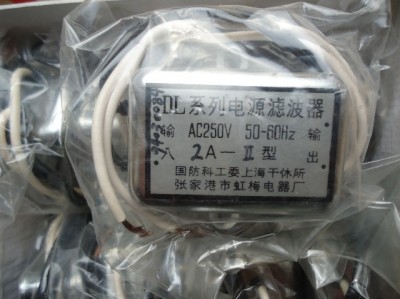 DL系列电源滤波器
输 AC250V 50-60Hz 输
入 2A-II型 出
国防科工委上海干休所
张家港市虹梅电器厂